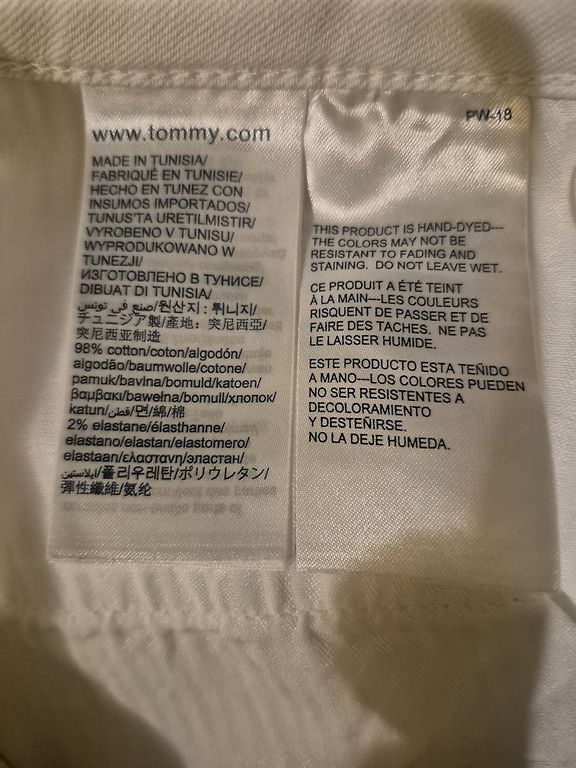 www.tommy.com
MADE IN TUNISIA/
FABRIQUÉ EN TUNISIE/
HECHO EN TUNEZ CON
INSUMOS IMPORTADOS/
TUNUS'TA URETILMISTIR/
VYROBENO V TUNISU/
WYPRODUKOWANO W
TUNEZJI/
ИЗГОТОВЛЕНО В ТУНИСЕ/
DIBUAT DI TUNISIA/
صنع في تونس/원산지 : 튀니지/
チュニジア製/產地：突尼西亞/
突尼西亚制造
98% cotton/coton/algodón/
algodão/baumwolle/cotone/
pamuk/bavlna/bomuld/katoen/
βαμβακι/bawełna/bomull/хлопок/
katun/قطن/면/綿/棉
2% elastane/élasthanne/
elastano/elastan/elastomero/
elastaan/ελαστανη/эластан/
ايلاستين/폴리우레탄/ポリウレタン/
彈性纖維/氨纶
PW-18
THIS PRODUCT IS HAND-DYED---
THE COLORS MAY NOT BE
RESISTANT TO FADING AND
STAINING. DO NOT LEAVE WET.
CE PRODUIT A ÉTÉ TEINT
À LA MAIN---LES COULEURS
RISQUENT DE PASSER ET DE
FAIRE DES TACHES. NE PAS
LE LAISSER HUMIDE.
ESTE PRODUCTO ESTA TEÑIDO
A MANO---LOS COLORES PUEDEN
NO SER RESISTENTES A
DECOLORAMIENTO
Y DESTEÑIRSE.
NO LA DEJE HUMEDA.